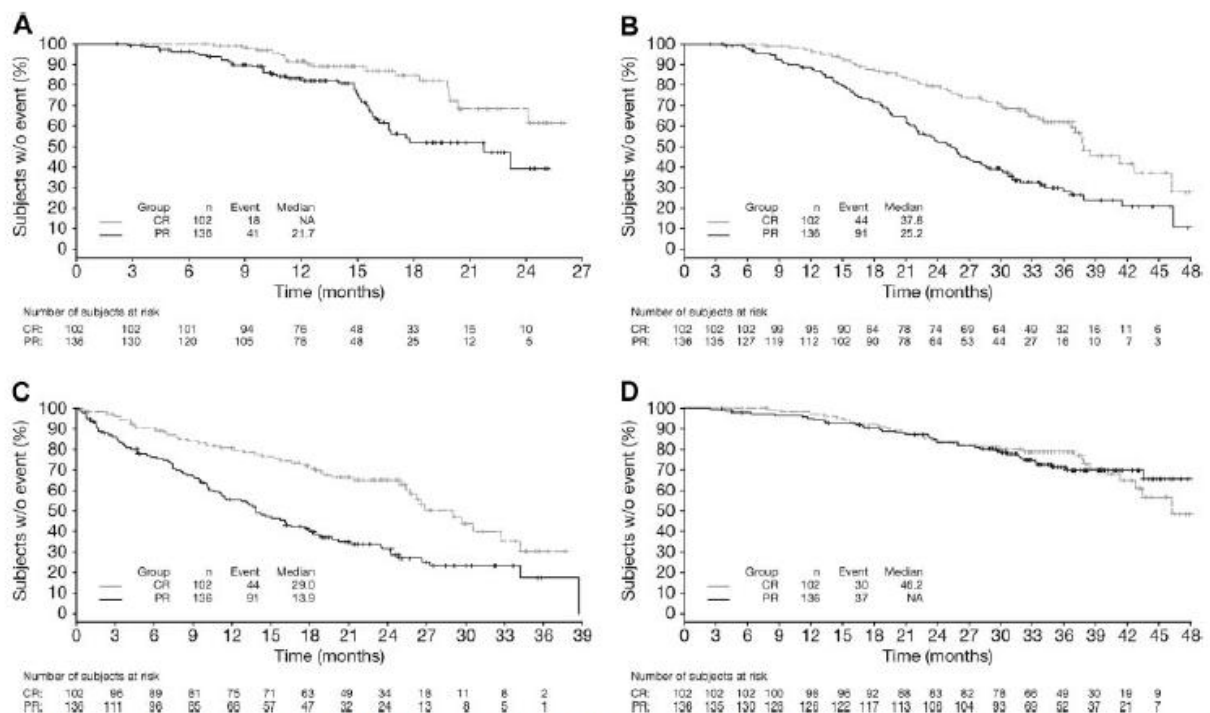 A
Subjects w/o event (%)
100
90
80
70
60
50
40
30
20
10
0
Group n Event Median
CR 102 18 NA
PR 136 41 21.7
0 3 6 9 12 15 18 21 24 27
Time (months)
Number of subjects at risk
CR: 102 102 101 94 76 48 33 15 10
PR: 136 130 120 105 78 48 25 12 5
B
Subjects w/o event (%)
100
90
80
70
60
50
40
30
20
10
0
Group n Event Median
CR 102 44 37.8
PR 136 91 25.2
0 3 6 9 12 15 18 21 24 27 30 33 36 39 42 45 48
Time (months)
Number of subjects at risk
CR: 102 102 102 99 95 90 84 78 74 69 64 49 32 16 11 6
PR: 136 135 127 119 112 102 90 78 64 53 44 27 16 10 7 3
C
Subjects w/o event (%)
100
90
80
70
60
50
40
30
20
10
0
Group n Event Median
CR 102 44 29.0
PR 136 91 13.9
0 3 6 9 12 15 18 21 24 27 30 33 36 39
Time (months)
Number of subjects at risk
CR: 102 96 89 81 75 71 63 49 34 18 11 8 2
PR: 136 111 96 85 66 57 47 32 24 13 8 5 1
D
Subjects w/o event (%)
100
90
80
70
60
50
40
30
20
10
0
Group n Event Median
CR 102 30 46.2
PR 136 37 NA
0 3 6 9 12 15 18 21 24 27 30 33 36 39 42 45 48
Time (months)
Number of subjects at risk
CR: 102 102 102 100 98 96 92 88 83 82 78 66 49 30 19 9
PR: 136 135 130 128 126 122 117 113 108 104 93 69 52 37 21 7